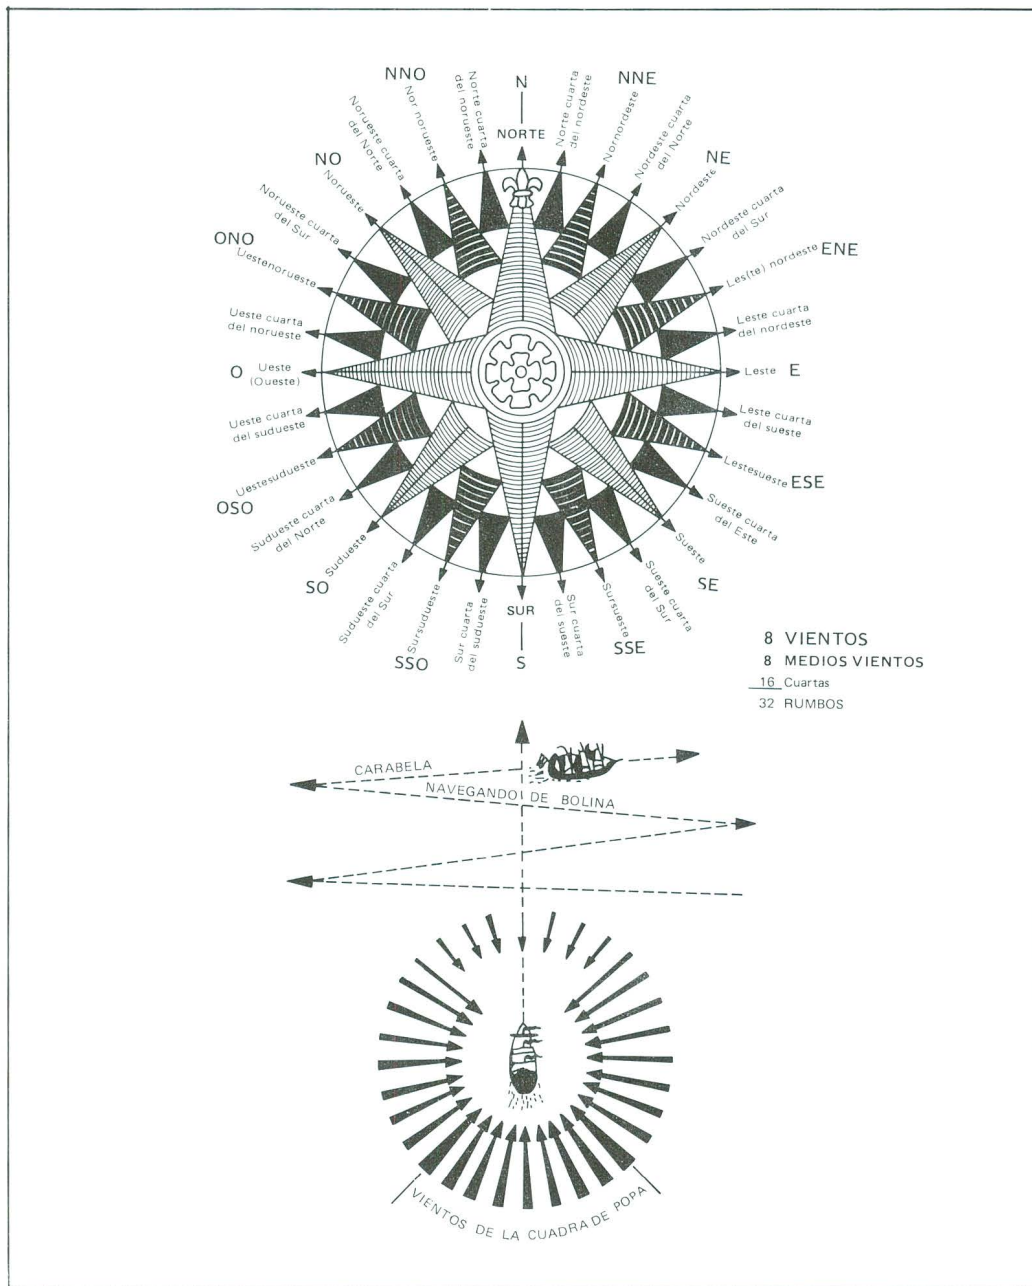 N
NORTE
Norte cuarta
del nordeste
NNE
Nornordeste
Nordeste cuarta
del Norte
NE
Nordeste
Nordeste cuarta
del Sur
ENE
Les(te) nordeste
Leste cuarta
del nordeste
Leste
E
Leste cuarta
del sueste
Lestesueste
ESE
Sueste cuarta
del Este
Sueste
SE
Sueste cuarta
del Sur
Sursueste
SSE
Sur cuarta
del sueste
SUR
S
Sur cuarta
del sudueste
Sursudueste
SSO
Sudueste cuarta
del Sur
Sudueste
SO
Sudueste cuarta
del Norte
Uestesudueste
OSO
Ueste cuarta
del sudueste
O
Ueste
(Oueste)
Ueste cuarta
del norueste
Uestenorueste
ONO
Norueste cuarta
del Sur
Norueste
NO
Norueste cuarta
del Norte
Nor norueste
NNO
Norte cuarta
del norueste
8 VIENTOS
8 MEDIOS VIENTOS
16 Cuartas
32 RUMBOS
CARABELA
NAVEGANDO DE BOLINA
VIENTOS DE LA CUADRA DE POPA